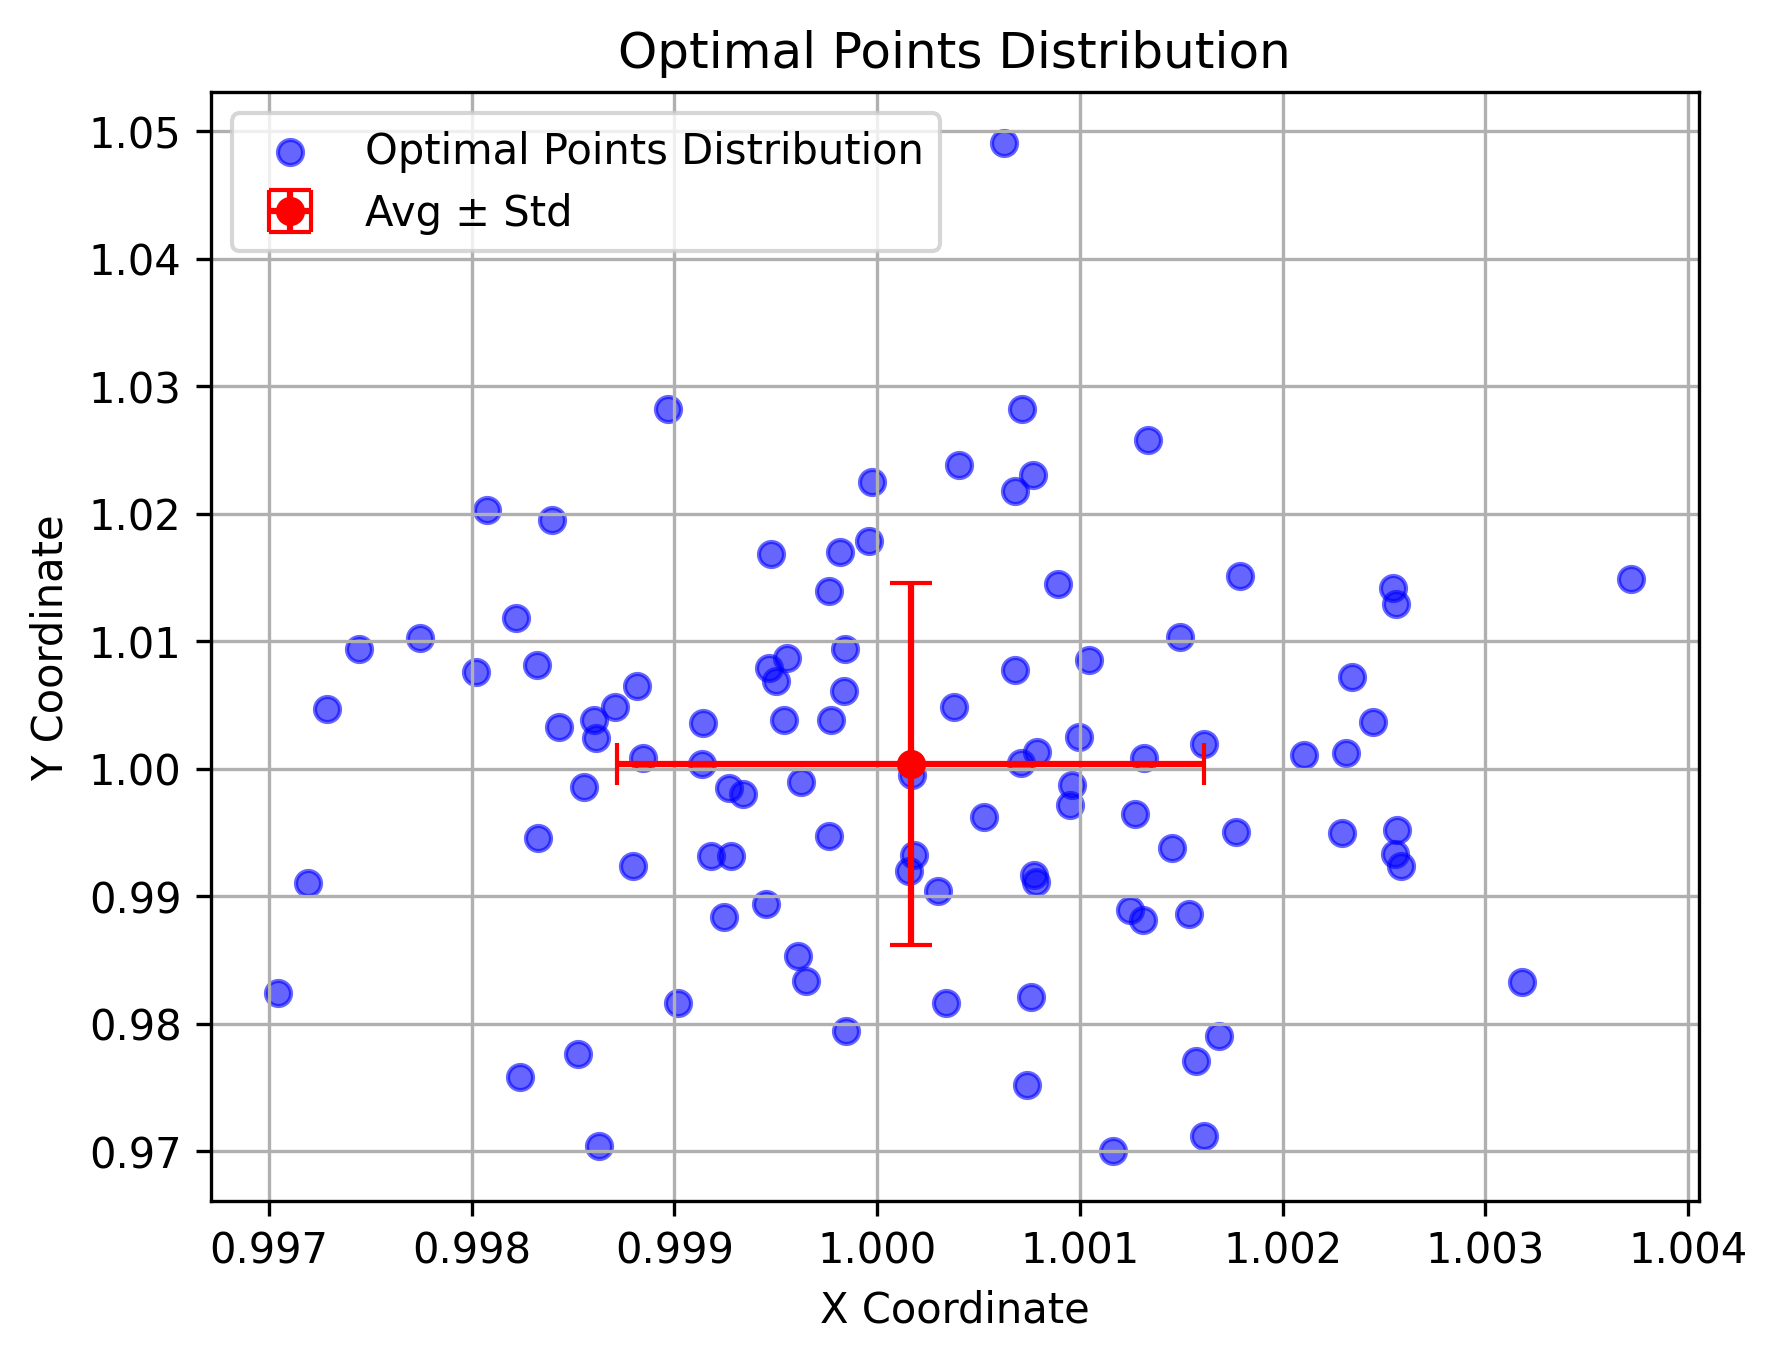 Optimal Points Distribution
Optimal Points Distribution
Avg ± Std
1.05
1.04
1.03
1.02
1.01
1.00
0.99
0.98
0.97
Y Coordinate
0.997 0.998 0.999 1.000 1.001 1.002 1.003 1.004
X Coordinate